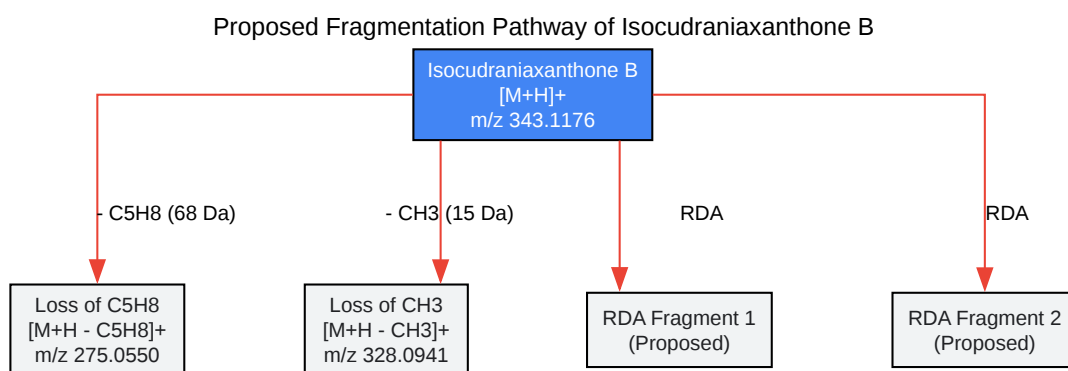 Proposed Fragmentation Pathway of Isocudraniaxanthone B
Isocudraniaxanthone B
[M+H]+
m/z 343.1176
- C5H8 (68 Da)
- CH3 (15 Da)
RDA
RDA
Loss of C5H8
[M+H - C5H8]+
m/z 275.0550
Loss of CH3
[M+H - CH3]+
m/z 328.0941
RDA Fragment 1
(Proposed)
RDA Fragment 2
(Proposed)